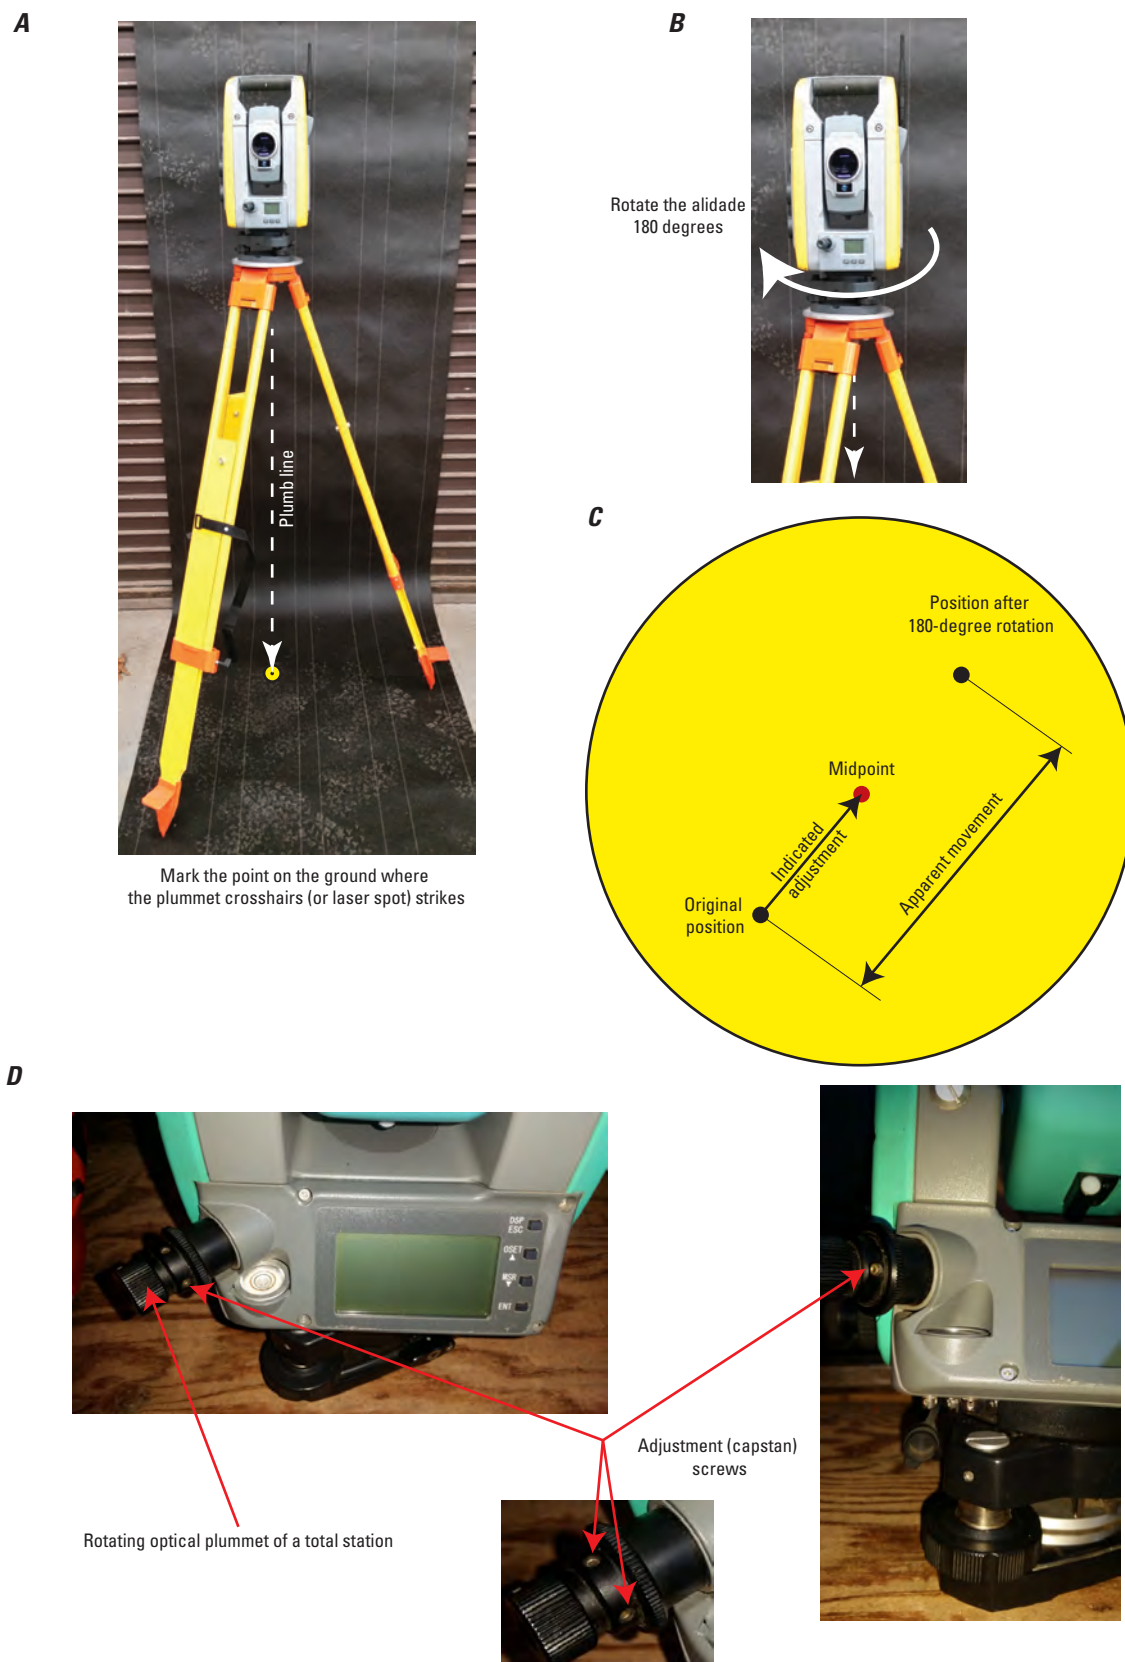 A
B
Rotate the alidade
180 degrees
Plumb line
Mark the point on the ground where
the plummet crosshairs (or laser spot) strikes
C
Position after
180-degree rotation
Midpoint
Indicated
adjustment
Apparent movement
Original
position
D
DSP
ESC
OSET
▲
MSR
▼
ENT
Adjustment (capstan)
screws
Rotating optical plummet of a total station